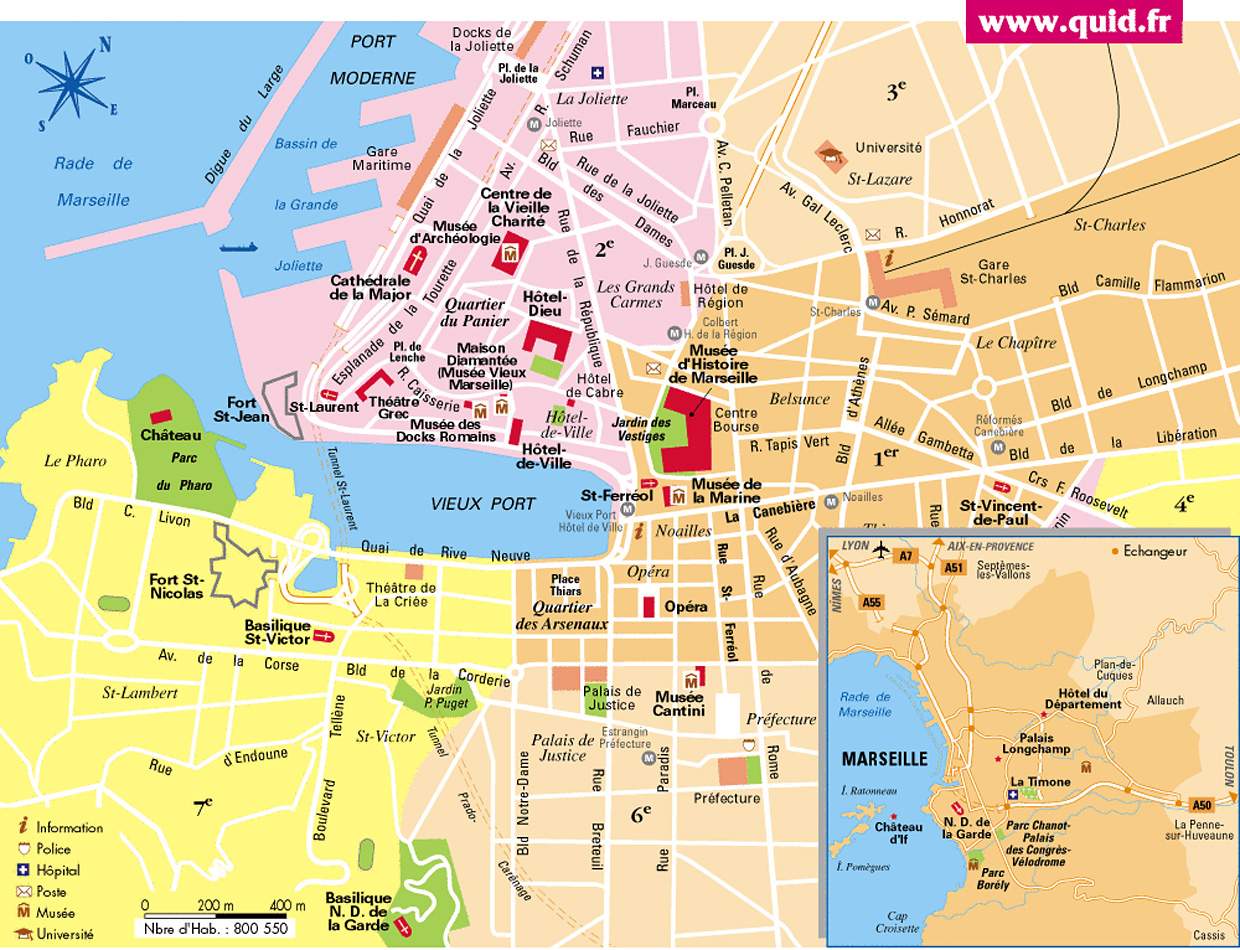 www.quid.fr
N
O
E
S
PORT
MODERNE
Docks de
la Joliette
Pl. de la
Joliette
Schuman
R.
La Joliette
Pl.
Marceau
3e
Digue du Large
Bassin de
la Grande
Joliette
Rade de
Marseille
Gare
Maritime
Quai de la Joliette
Av.
M Joliette
Rue Fauchier
Bld des Dames
Rue de la Joliette
Av. C. Pelletan
Université
St-Lazare
Av. Gal Leclerc
R. Honnorat
St-Charles
Centre de
la Vieille
Charité
Musée
d'Archéologie
M
Rue de la République
2e
J. Guesde M
Pl. J.
Guesde
i
Gare
St-Charles
Cathédrale
de la Major
Esplanade de la Tourette
Quartier
du Panier
Hôtel-
Dieu
Les Grands
Carmes
Hôtel de
Région
St-Charles M
Av. P. Sémard
Bld Camille Flammarion
M Colbert
H. de la Région
Le Chapître
Pl. de
Lenche
Maison
Diamantée
(Musée Vieux
Marseille)
Musée
d'Histoire
de Marseille
R. Caisserie
Hôtel
de Cabre
Belsunce
Bld d'Athènes
Bld de Longchamp
Fort
St-Jean
St-Laurent
Théâtre
Grec
M
M
Musée des
Docks Romains
Hôtel-
de-Ville
Hôtel-
de-Ville
Jardin des
Vestiges
Centre
Bourse
R. Tapis Vert
Allée Gambetta
Réformés
Canebière
M
Bld de la Libération
1er
Château
Parc
du Pharo
Le Pharo
Tunnel St-Laurent
VIEUX PORT
St-Ferréol
M
Musée de
la Marine
Vieux Port
Hôtel de Ville
M
La Canebière
M Noailles
St-Vincent-
de-Paul
Crs F. Roosevelt
4e
Bld C. Livon
Quai de Rive Neuve
i
Noailles
Rue d'Aubagne
Rue
Fort St-
Nicolas
Théâtre de
La Criée
Place
Thiars
Quartier
des Arsenaux
Opéra
Opéra
Rue St-Ferréol
Rue de Rome
Basilique
St-Victor
Av. de la Corse
Bld de la Corderie
St-Lambert
Jardin
P. Puget
St-Victor
Palais de
Justice
M
Musée
Cantini
Préfecture
Palais de
Justice
Estrangin
Préfecture
M
Préfecture
Rue d'Endoune
Boulevard Tellène
Tunnel Prado-Carénage
Bld Notre-Dame
Rue Breteuil
Rue Paradis
6e
7e
Basilique
N. D. de
la Garde
i Information
Police
Hôpital
Poste
M Musée
Université
0 200 m 400 m
Nbre d'Hab. : 800 550
LYON
A7
AIX-EN-PROVENCE
A51
Septèmes-
les-Vallons
Echangeur
NÎMES
A55
Plan-de-
Cuques
Allauch
Rade de
Marseille
Hôtel du
Département
Palais
Longchamp
MARSEILLE
M
La Timone
TOULON
A50
Î. Ratonneau
Château
d'If
N. D. de
la Garde
Parc Chanot-
Palais
des Congrès-
Vélodrome
La Penne-
sur-Huveaune
Î. Pomègues
M
Parc
Borély
Cap
Croisette
Cassis